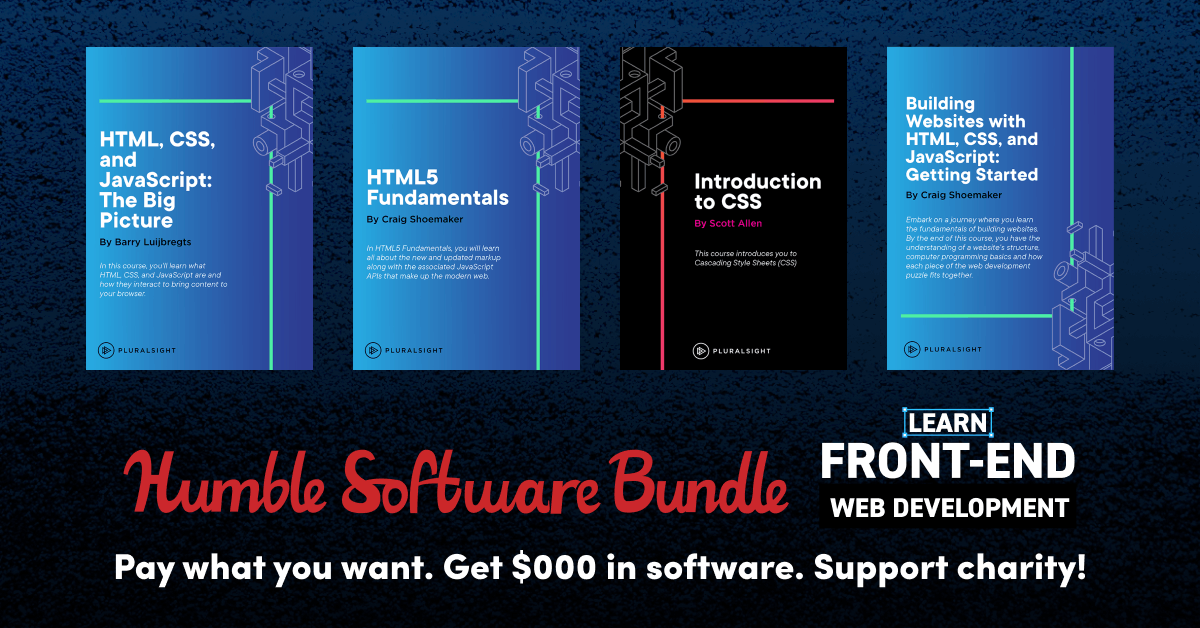 HTML, CSS,
and
JavaScript:
The Big
Picture
By Barry Luijbregts
In this course, you'll learn what
HTML, CSS, and JavaScript are and
how they interact to bring content to
your browser.
PLURALSIGHT
HTML5
Fundamentals
By Craig Shoemaker
In HTML5 Fundamentals, you will learn
all about the new and updated markup
along with the associated JavaScript
APIs that make up the modern web.
PLURALSIGHT
Introduction
to CSS
By Scott Allen
This course introduces you to
Cascading Style Sheets (CSS)
PLURALSIGHT
Building
Websites with
HTML, CSS, and
JavaScript:
Getting Started
By Craig Shoemaker
Embark on a journey where you learn
the fundamentals of building websites.
By the end of this course, you have the
understanding of a website's structure,
computer programming basics and how
each piece of the web development
puzzle fits together.
PLURALSIGHT
Humble Software Bundle
LEARN
FRONT-END
WEB DEVELOPMENT
Pay what you want. Get $000 in software. Support charity!